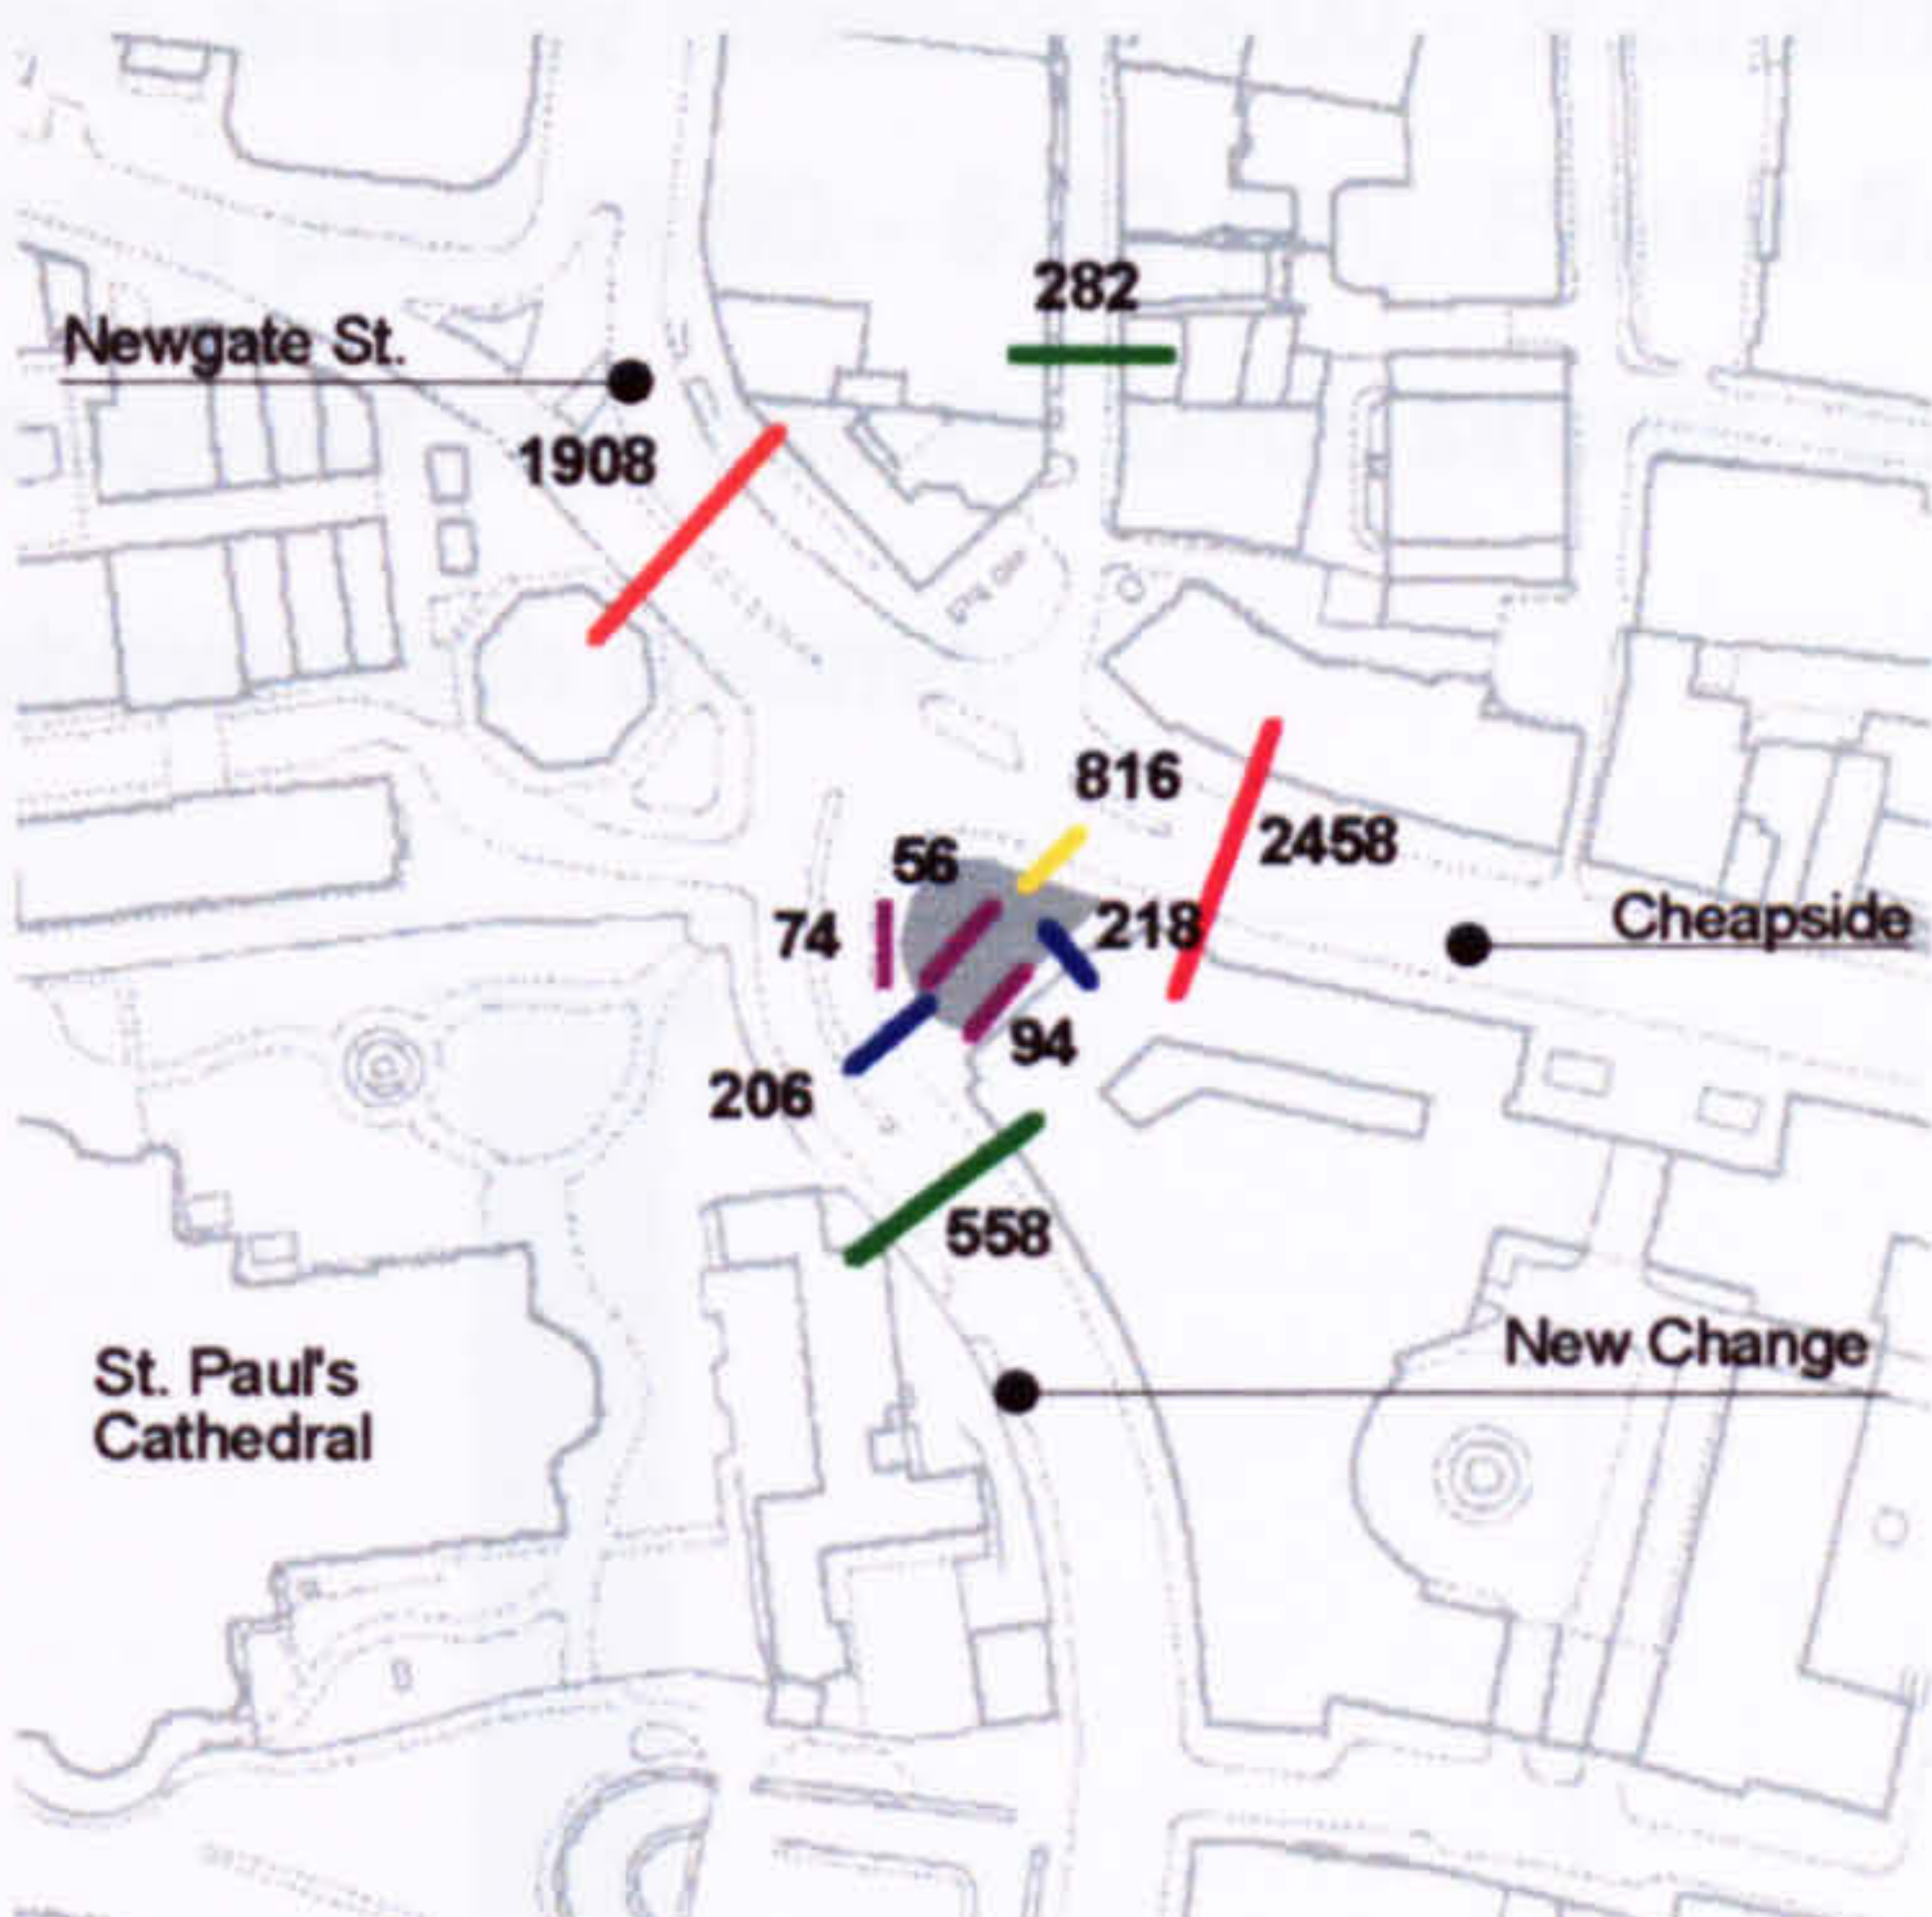 282
Newgate St.
1908
816
2458
56
218
Cheapside
74
94
206
558
New Change
St. Paul's
Cathedral